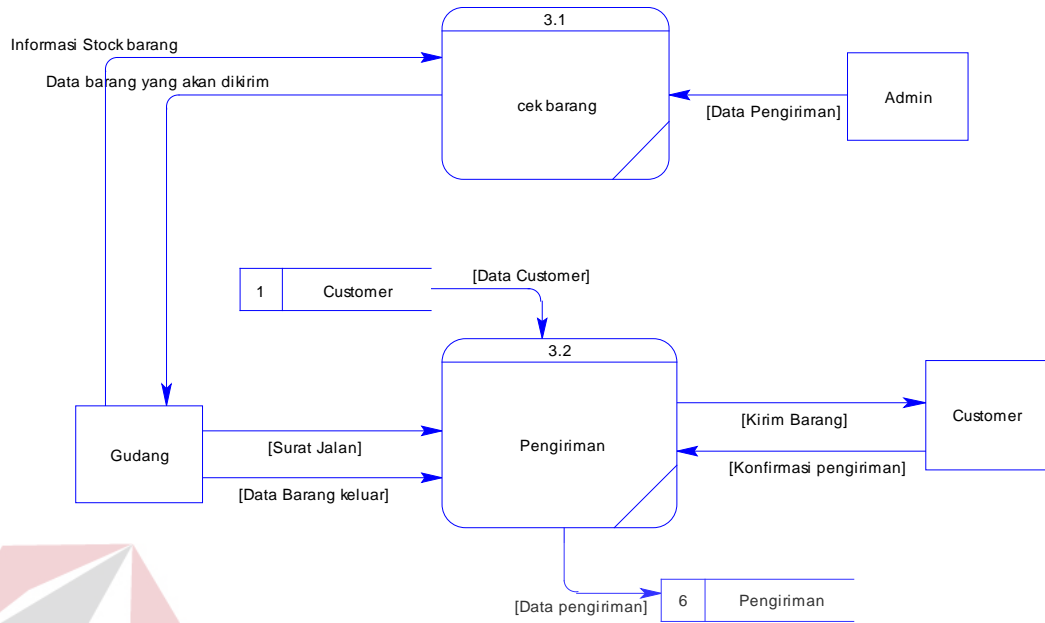 3.1
Informasi Stock barang
Data barang yang akan dikirim
cek barang
[Data Pengiriman]
Admin
1
Customer
[Data Customer]
3.2
Pengiriman
Gudang
[Surat Jalan]
[Data Barang keluar]
[Kirim Barang]
[Konfirmasi pengiriman]
Customer
[Data pengiriman]
6
Pengiriman